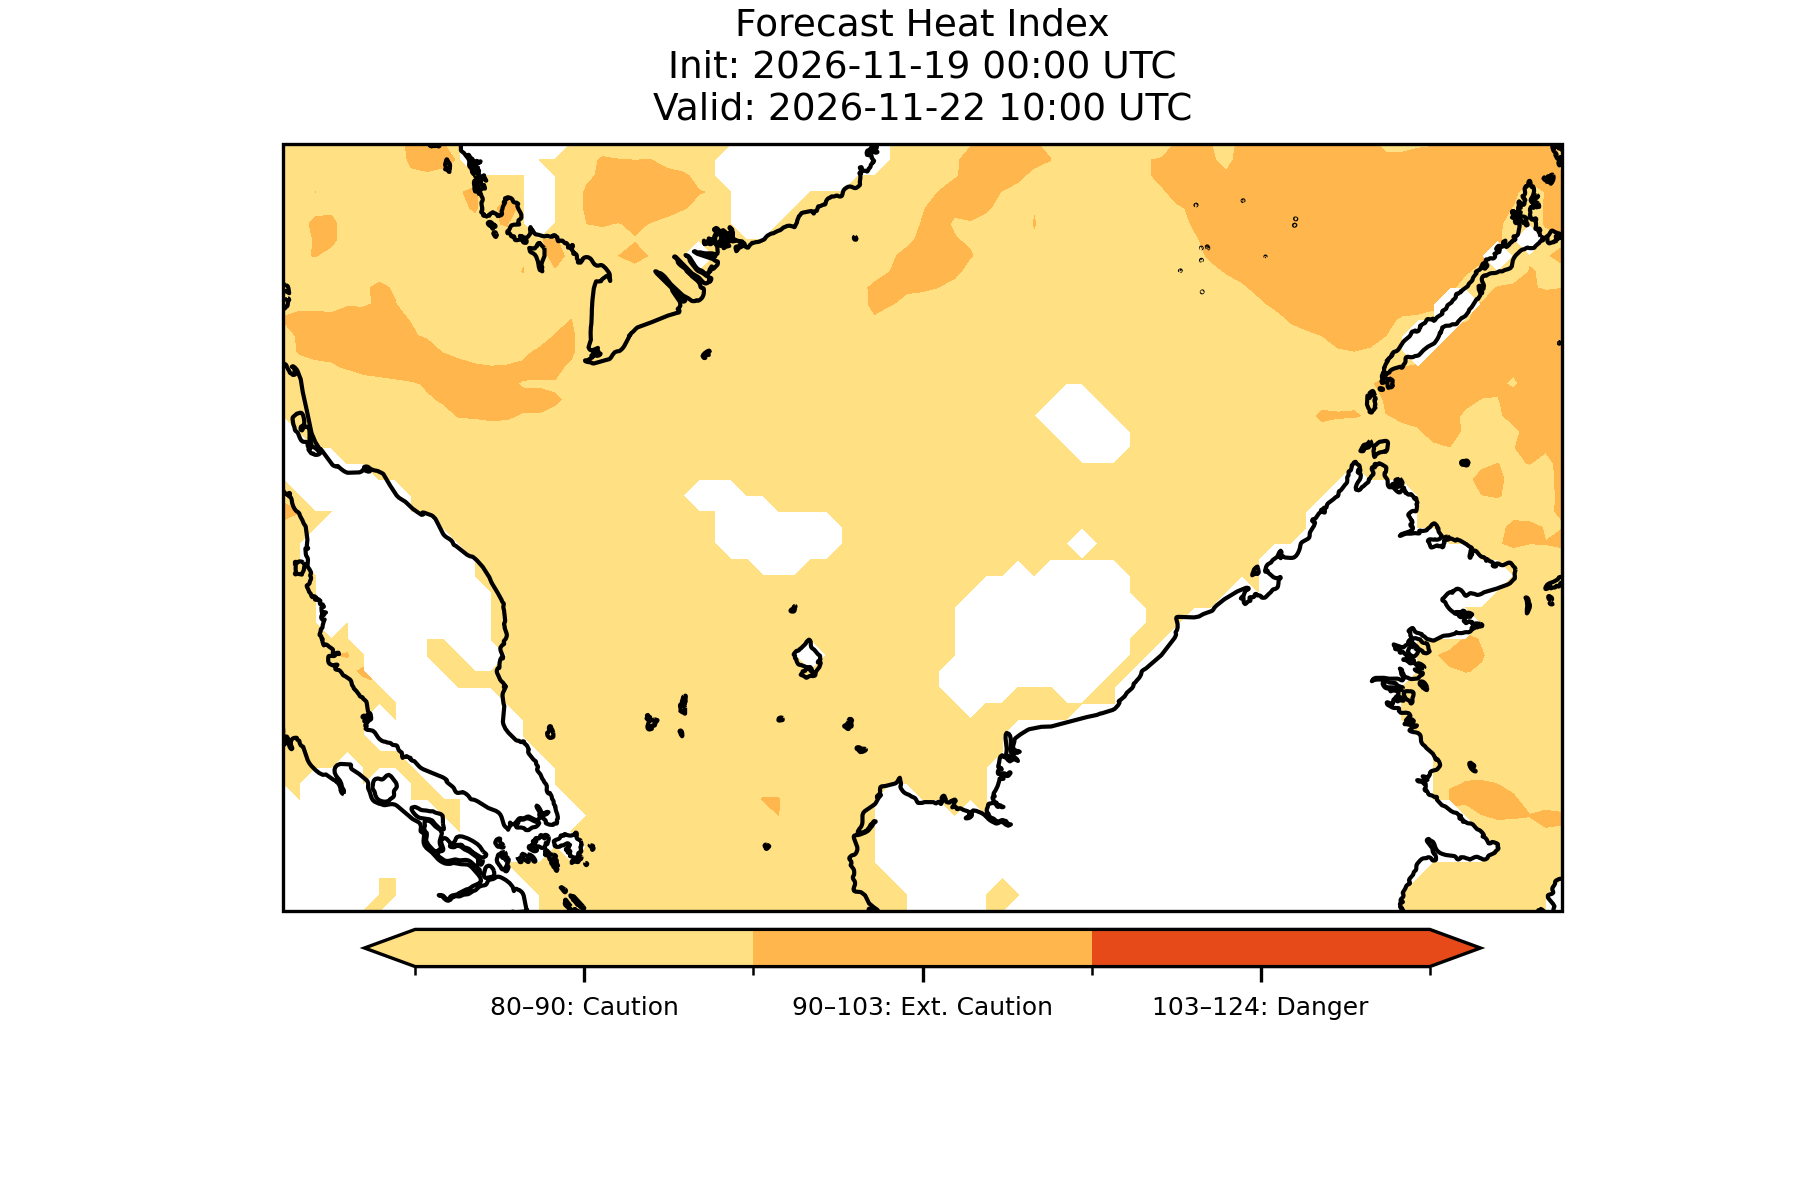 Forecast Heat Index
Init: 2026-11-19 00:00 UTC
Valid: 2026-11-22 10:00 UTC
80–90: Caution
90–103: Ext. Caution
103–124: Danger